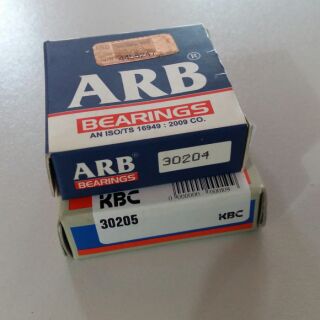 ARB®
BEARINGS
AN ISO/TS 16949 : 2009 CO.
ARB
BEARINGS
30204
KBC
30205
KBC